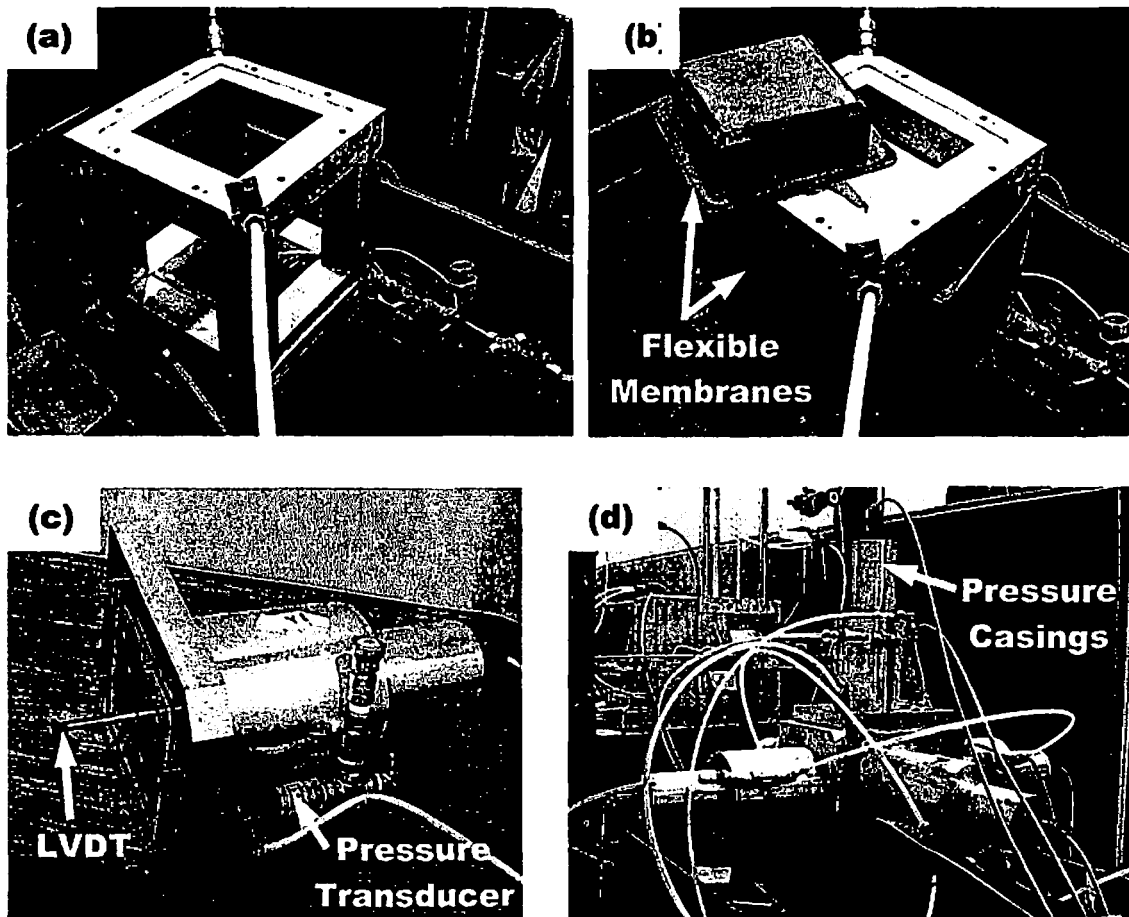 (a)
(b)
Flexible
Membranes
(c)
LVDT
Pressure
Transducer
(d)
Pressure
Casings